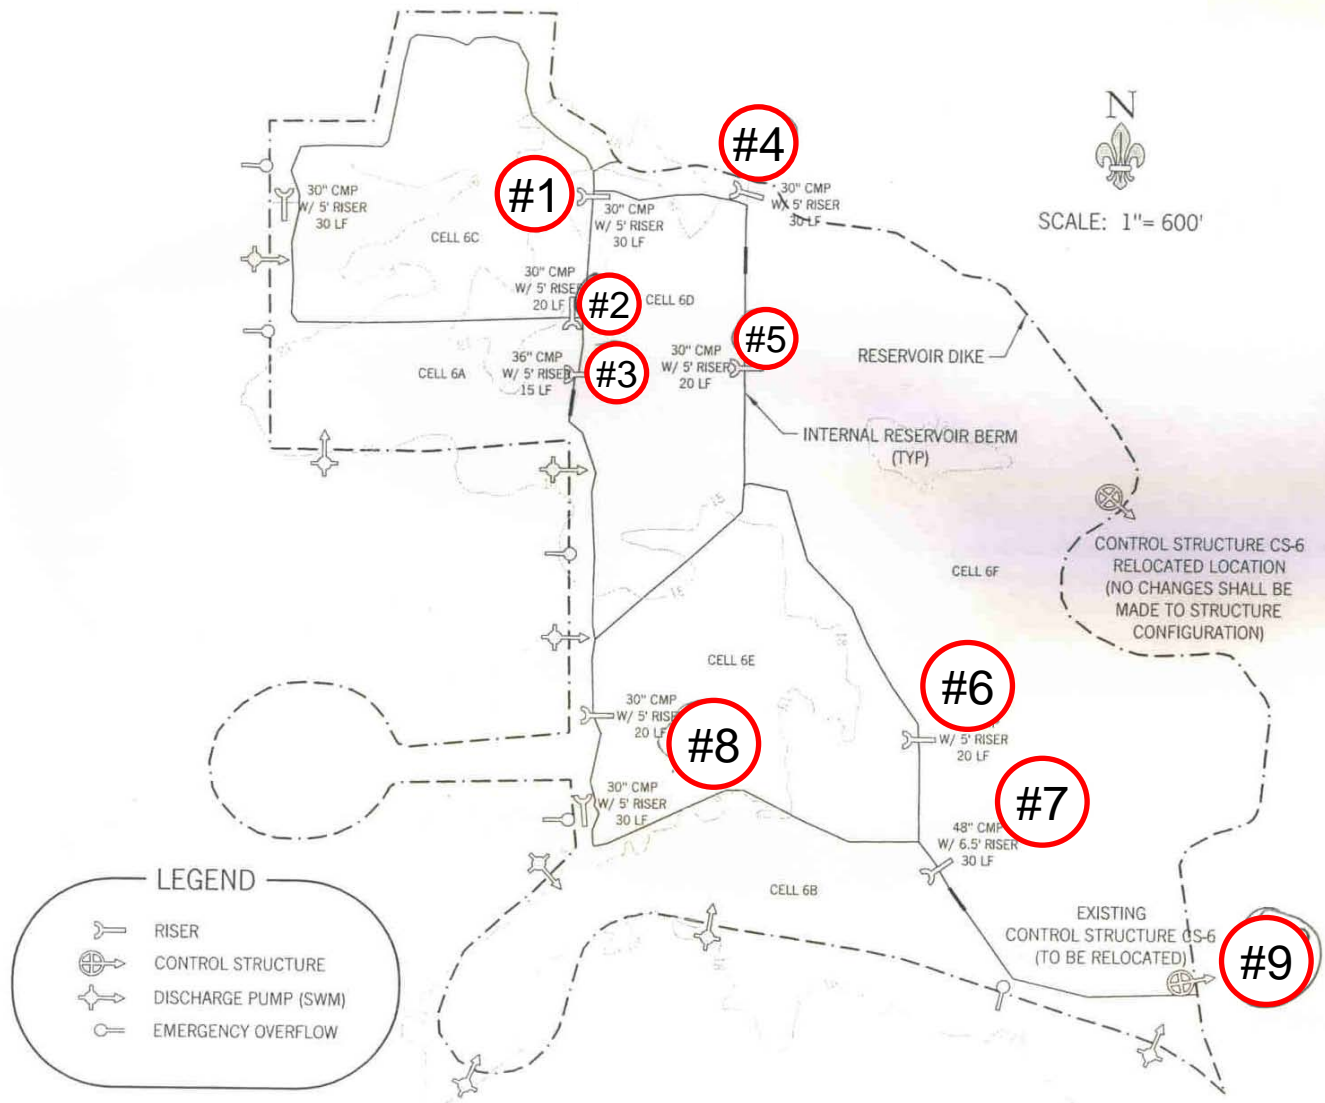 N
SCALE: 1"= 600'
#4
#1
30" CMP
W/ 5' RISER
30 LF
30" CMP
W/ 5' RISER
30 LF
30" CMP
W/ 5' RISER
30 LF
CELL 6C
30" CMP
W/ 5' RISER
20 LF
#2
CELL 6D
#5
RESERVOIR DIKE
CELL 6A
36" CMP
W/ 5' RISER
15 LF
#3
30" CMP
W/ 5' RISER
20 LF
INTERNAL RESERVOIR BERM
(TYP)
CONTROL STRUCTURE CS-6
RELOCATED LOCATION
(NO CHANGES SHALL BE
MADE TO STRUCTURE
CONFIGURATION)
CELL 6F
CELL 6E
#6
W/ 5' RISER
20 LF
30" CMP
W/ 5' RISER
20 LF
#8
#7
30" CMP
W/ 5' RISER
30 LF
48" CMP
W/ 6.5' RISER
30 LF
CELL 6B
EXISTING
CONTROL STRUCTURE CS-6
(TO BE RELOCATED)
#9
LEGEND
RISER
CONTROL STRUCTURE
DISCHARGE PUMP (SWM)
EMERGENCY OVERFLOW